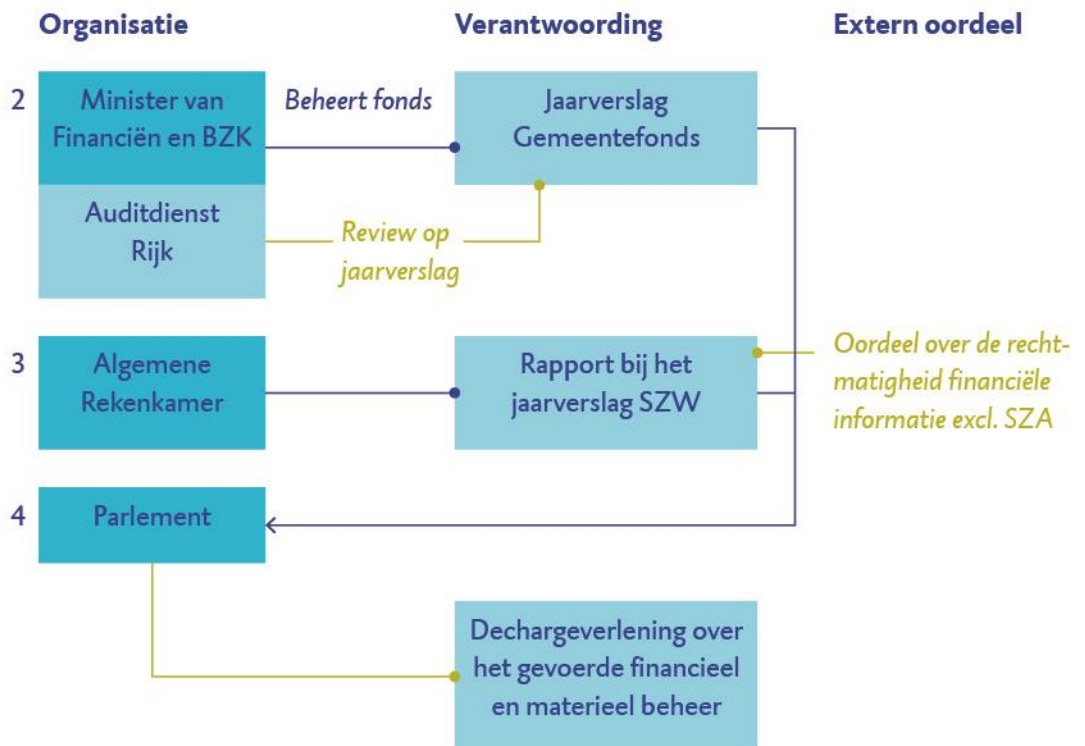 Organisatie
Verantwoording
Extern oordeel
2
Minister van
Financiën en BZK
Beheert fonds
Jaarverslag
Gemeentefonds
Auditdienst
Rijk
Review op
jaarverslag
3
Algemene
Rekenkamer
Rapport bij het
jaarverslag SZW
Oordeel over de recht-
matigheid financiële
informatie excl. SZA
4
Parlement
Dechargeverlening over
het gevoerde financieel
en materieel beheer